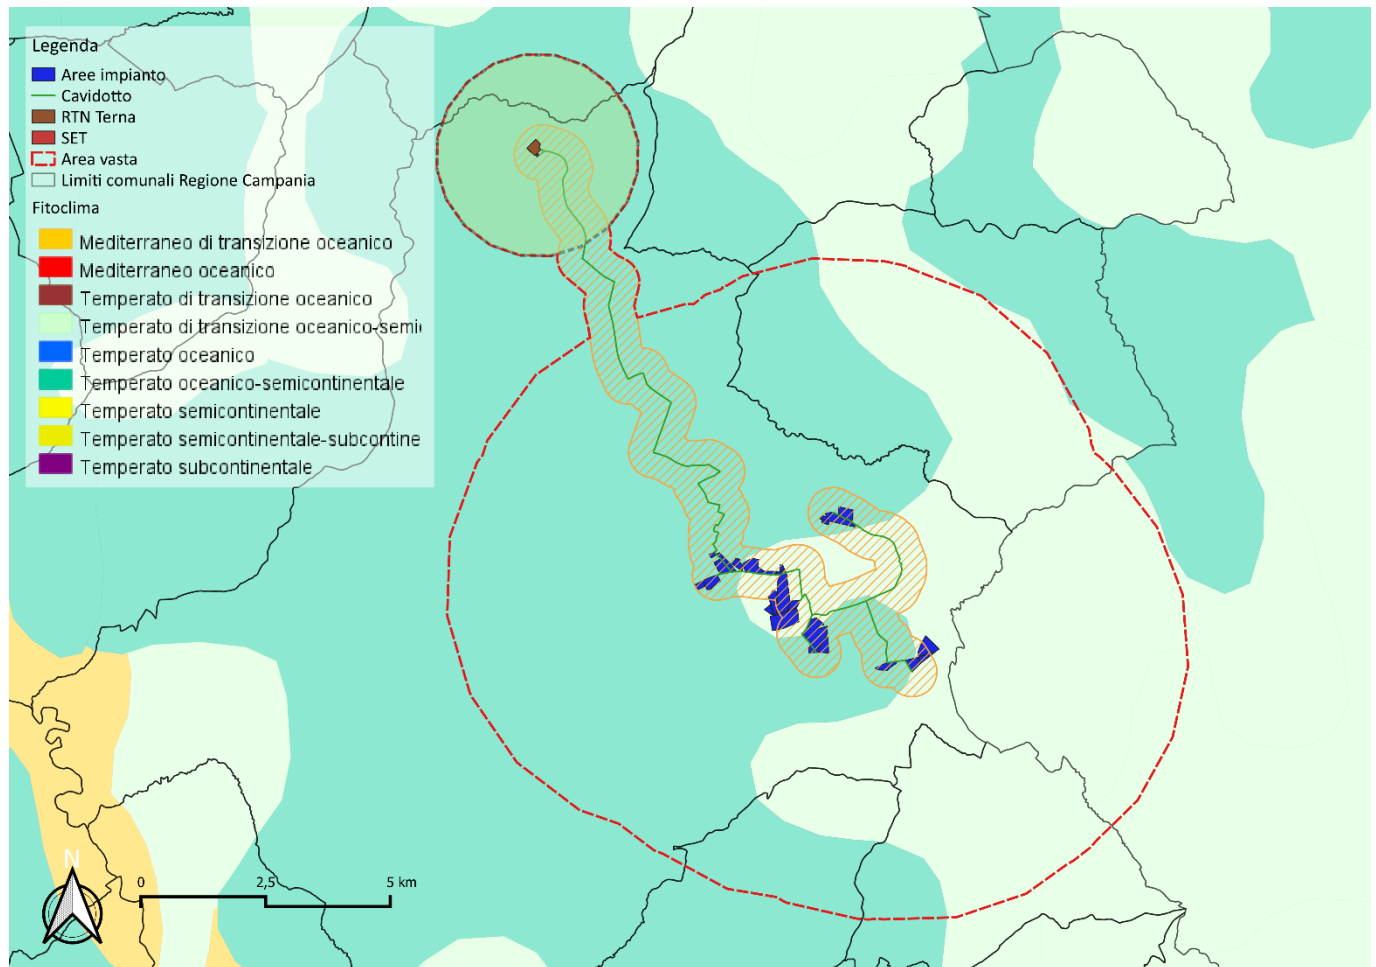 Legenda
Aree impianto
Cavidotto
RTN Terna
SET
Area vasta
Limiti comunali Regione Campania
Fitoclima
Mediterraneo di transizione oceanico
Mediterraneo oceanico
Temperato di transizione oceanico
Temperato di transizione oceanico-semi
Temperato oceanico
Temperato oceanico-semicontinentale
Temperato semicontinentale
Temperato semicontinentale-subcontine
Temperato subcontinentale
N
0 2,5 5 km